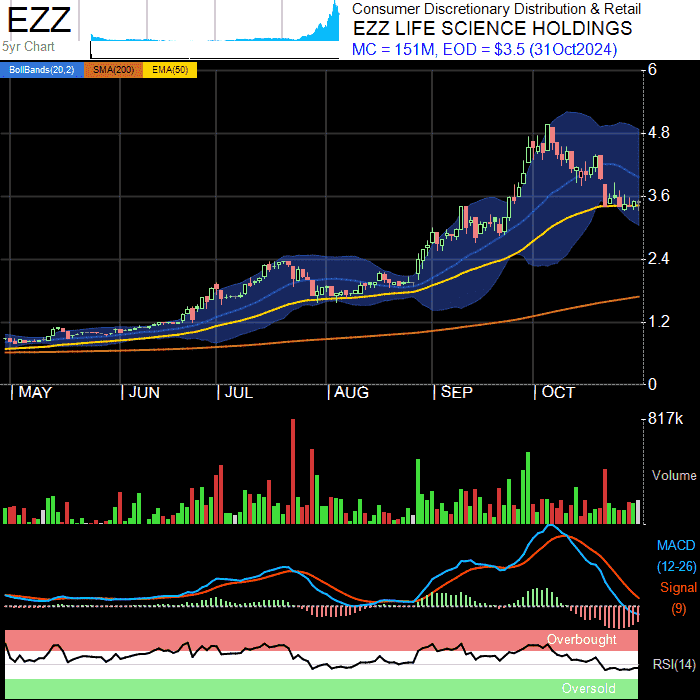 EZZ
5yr Chart
Consumer Discretionary Distribution & Retail
EZZ LIFE SCIENCE HOLDINGS
MC = 151M, EOD = $3.5 (31Oct2024)
BollBands(20,2) SMA(200) EMA(50)
6
4.8
3.6
2.4
1.2
0
MAY JUN JUL AUG SEP OCT
817k
Volume
MACD
(12-26)
Signal
(9)
Overbought
RSI(14)
Oversold